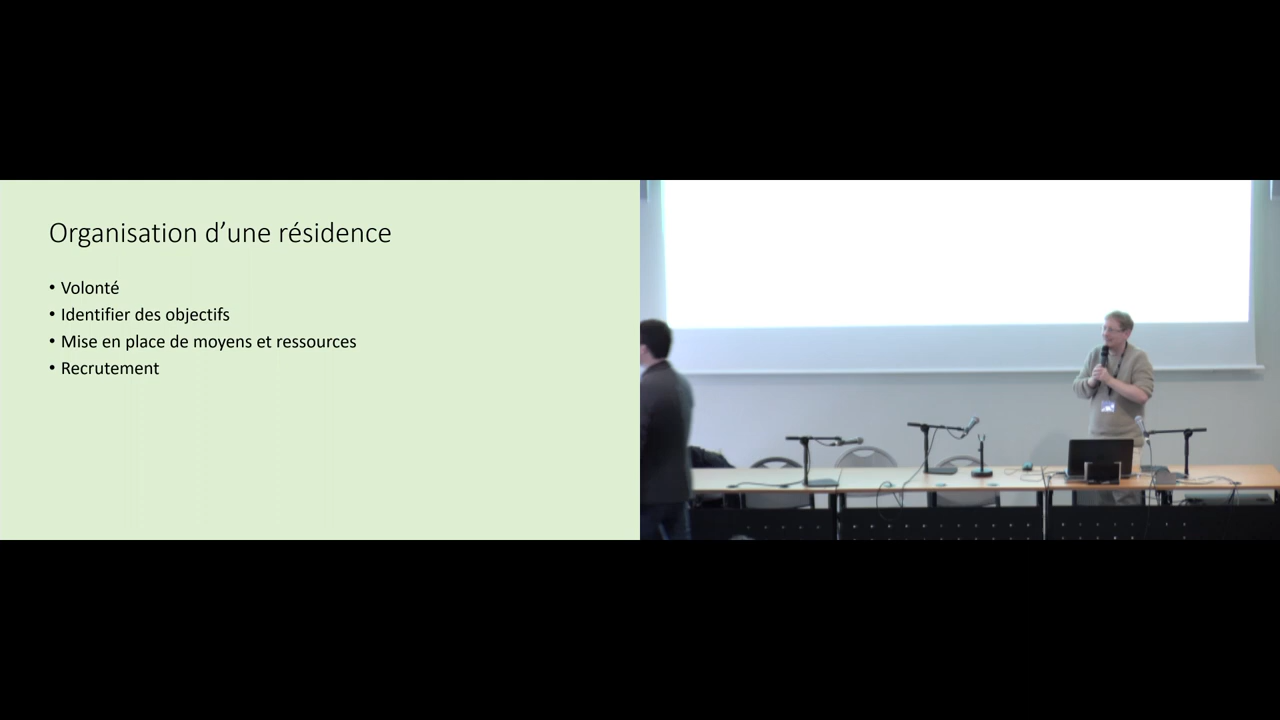 Organisation d’une résidence
• Volonté
• Identifier des objectifs
• Mise en place de moyens et ressources
• Recrutement